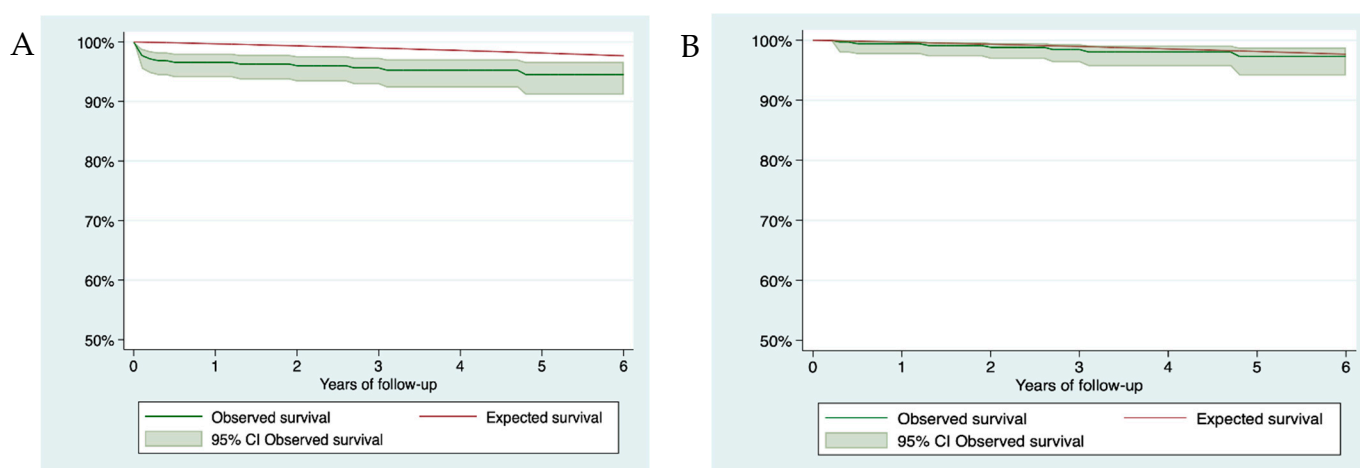 A
100%
90%
80%
70%
60%
50%
0 1 2 3 4 5 6
Years of follow-up
Observed survival Expected survival
95% CI Observed survival
B
100%
90%
80%
70%
60%
50%
0 1 2 3 4 5 6
Years of follow-up
Observed survival Expected survival
95% CI Observed survival